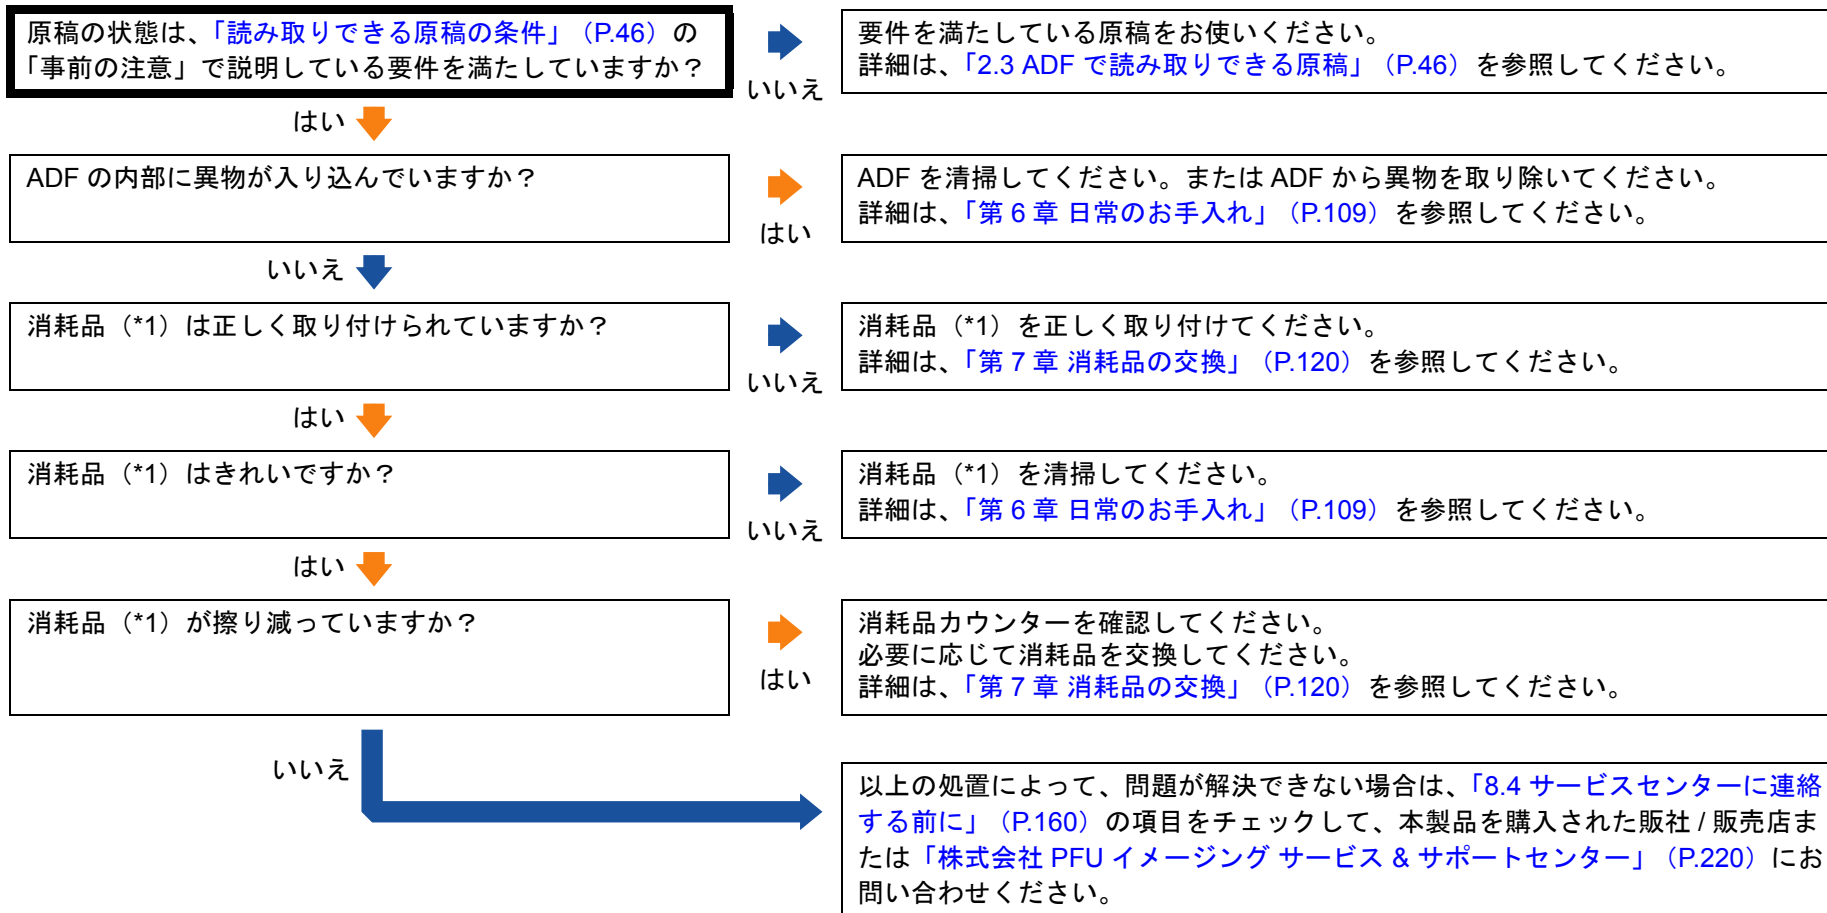 原稿の状態は、「読み取りできる原稿の条件」（P.46）の
「事前の注意」で説明している要件を満たしていますか？
いいえ
要件を満たしている原稿をお使いください。
詳細は、「2.3 ADF で読み取りできる原稿」（P.46）を参照してください。
はい
ADF の内部に異物が入り込んでいますか？
はい
ADF を清掃してください。または ADF から異物を取り除いてください。
詳細は、「第 6 章 日常のお手入れ」（P.109）を参照してください。
いいえ
消耗品（*1）は正しく取り付けられていますか？
いいえ
消耗品（*1）を正しく取り付けてください。
詳細は、「第 7 章 消耗品の交換」（P.120）を参照してください。
はい
消耗品（*1）はきれいですか？
いいえ
消耗品（*1）を清掃してください。
詳細は、「第 6 章 日常のお手入れ」（P.109）を参照してください。
はい
消耗品（*1）が擦り減っていますか？
はい
消耗品カウンターを確認してください。
必要に応じて消耗品を交換してください。
詳細は、「第 7 章 消耗品の交換」（P.120）を参照してください。
いいえ
以上の処置によって、問題が解決できない場合は、「8.4 サービスセンターに連絡
する前に」（P.160）の項目をチェックして、本製品を購入された販社 / 販売店ま
たは「株式会社 PFU イメージング サービス & サポートセンター」（P.220）にお
問い合わせください。